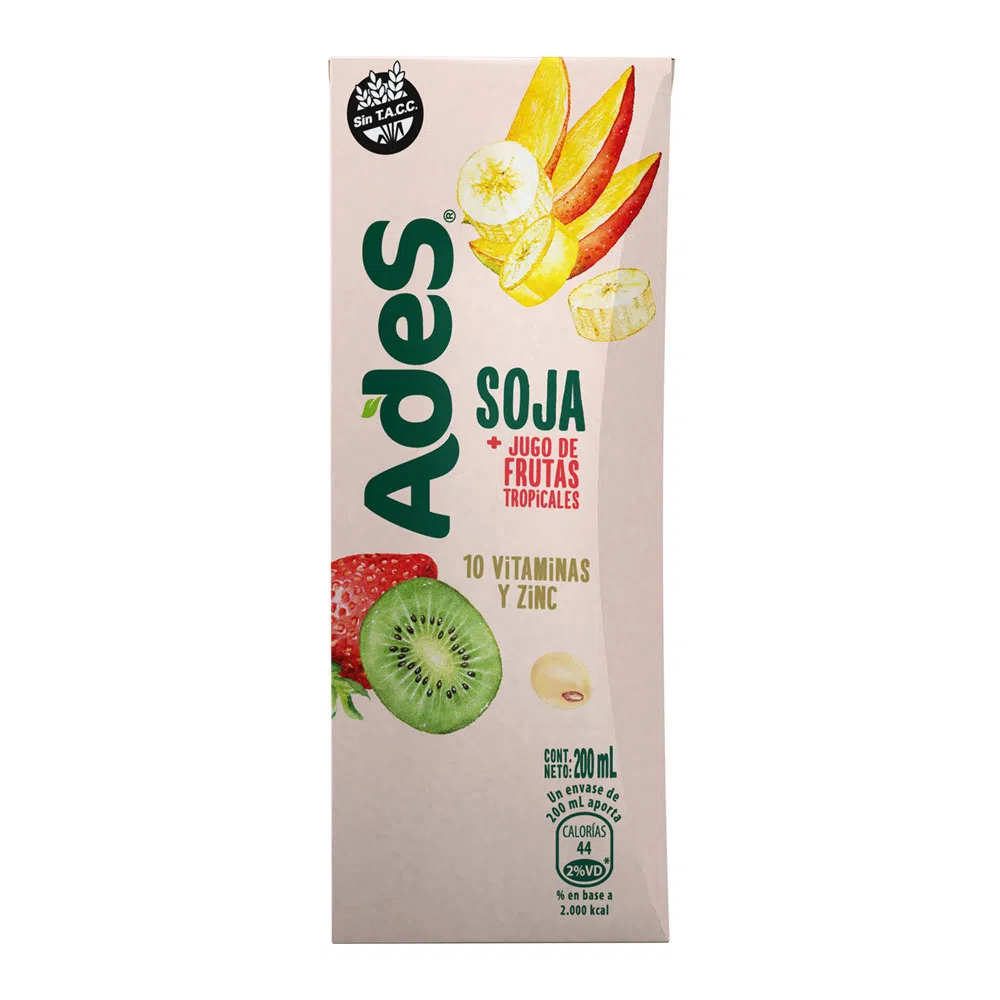 Sin T.A.C.C.
AdeS®
SOJA
+ JUGO DE
FRUTAS
TROPiCALES
10 ViTAMiNAS
Y ZiNC
CONT.
NETO: 200 mL
Un envase de
200 mL aporta
CALORÍAS
44
2%VD*
% en base a
2.000 kcal